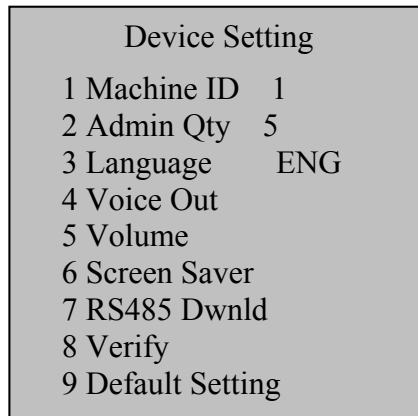 Device Setting
1 Machine ID 1
2 Admin Qty 5
3 Language ENG
4 Voice Out
5 Volume
6 Screen Saver
7 RS485 Dwnld
8 Verify
9 Default Setting